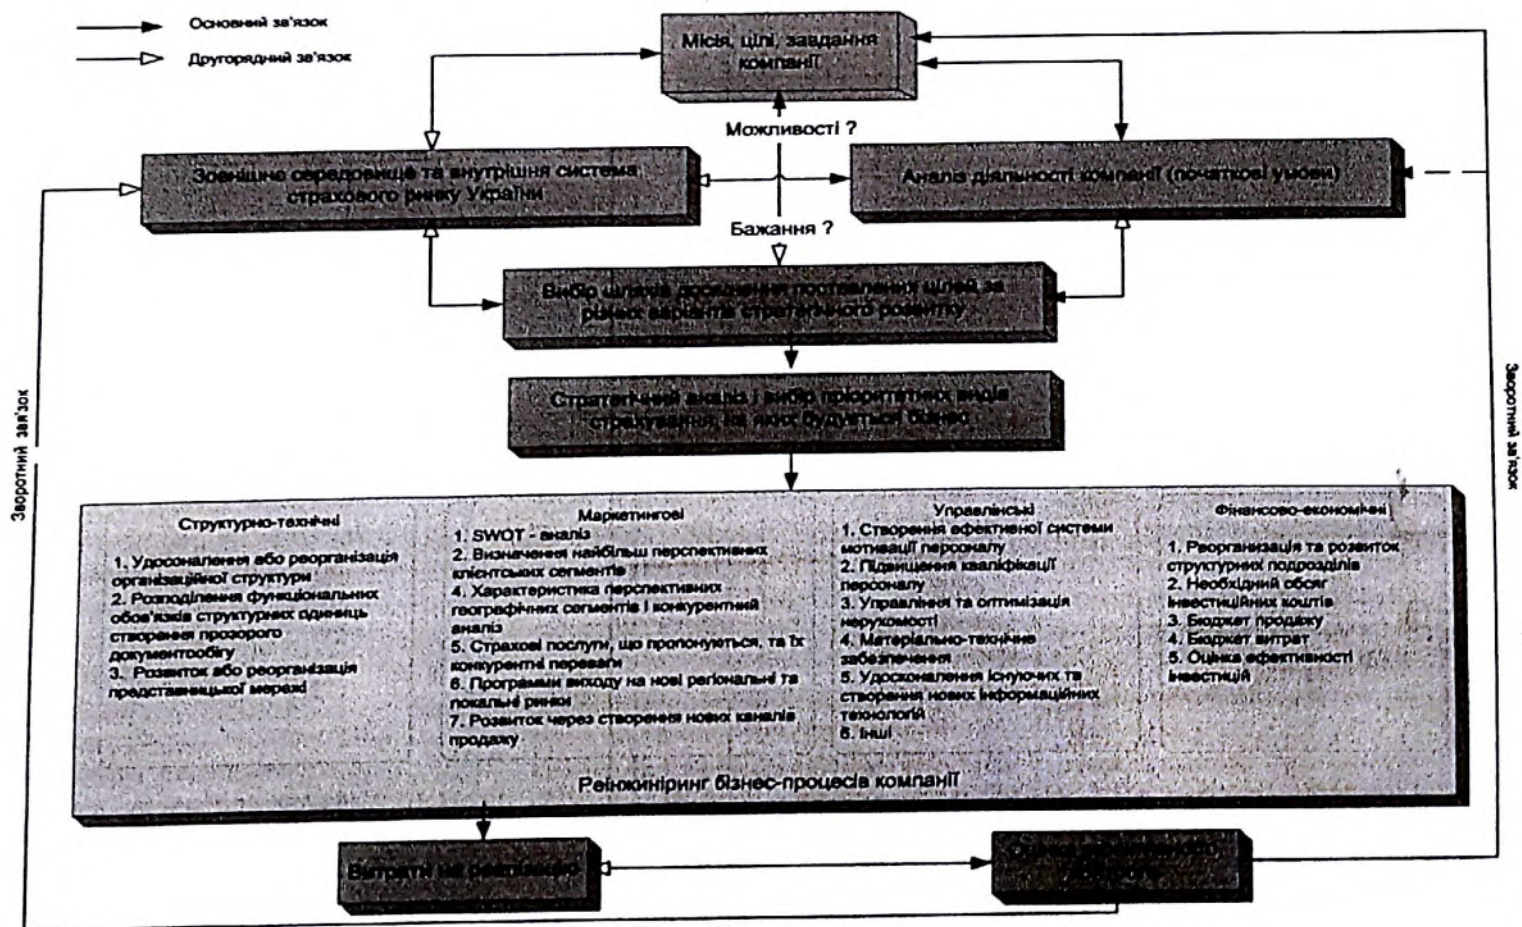 Основний зв'язок
Другорядний зв'язок
Місія, цілі, завдання
компанії
Можливості ?
Зовнішнє середовище та внутрішня система
страхового ринку України
Аналіз діяльності компанії (початкові умови)
Бажання ?
Вибір шляхів досягнення поставлених цілей за
різних варіантів стратегічного розвитку
Стратегічний аналіз і вибір пріоритетних видів
страхування, на яких будується бізнес
Зворотний зав'зок
Зворотний зв'язок
Структурно-технічні
1. Удосоналення або реорганізація
організаційної структури
2. Розподілення функціональних
обов'язків структурних одиниць
створення прозорого
документообігу
3. Розвиток або реорганізація
представницької мережі
Маркетингові
1. SWOT - аналіз
2. Визначення найбільш перспективних
клієнтських сегментів
4. Характеристика перспективних
географічних сегментів і конкурентний
аналіз
5. Страхові послуги, що пропонуються, та їх
конкурентні переваги
6. Программи виходу на нові регіональні та
локальні ринки
7. Розвиток через створення нових каналів
продажу
Управлінські
1. Створення ефективної системи
мотивації персоналу
2. Підвищення кваліфікації
персоналу
3. Управління та оптимізація
нерухомості
4. Матеріально-технічне
забезпечення
5. Удосконалення існуючих та
створення нових інформаційних
технологій
6. Інші
Фінансово-економічні
1. Реорганизація та розвиток
структурних подрозділів
2. Необхідний обсяг
інвестиційних коштів
3. Бюджет продажу
4. Бюджет витрат
5. Оцінка ефективності
інвестицій
Реінжиніринг бізнес-процесів компанії
Витрати на реалізацію